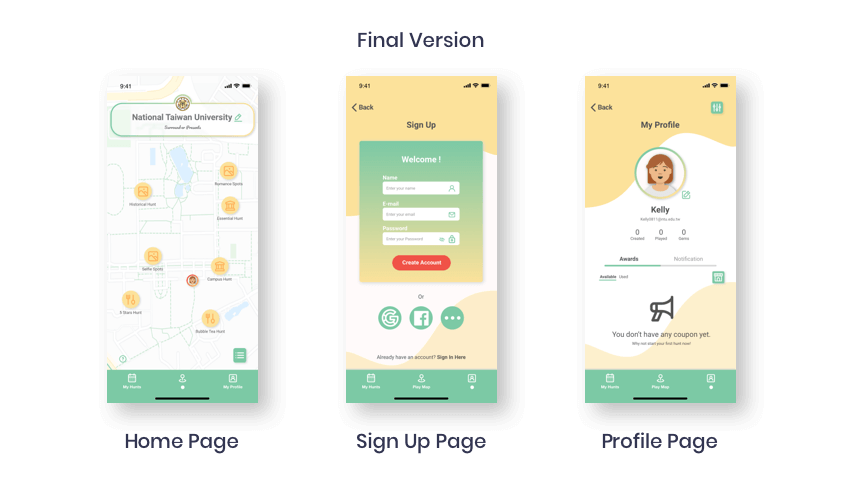 Final Version
9:41
National Taiwan University
Surrounded Hunts
Romance Spots
Historical Hunt
Essential Hunt
Selfie Spots
Campus Hunt
5 Stars Hunt
Bubble Tea Hunt
My Hunts
My Profile
Home Page
9:41
Back
Sign Up
Welcome !
Name
Enter your name
E-mail
Enter your email
Password
Enter your Password
Create Account
Or
Already have an account? Sign In Here
My Hunts
Play Map
Sign Up Page
9:41
Back
My Profile
Kelly
0 0 0
Created Played Items
Awards Notification
Available Used
You don't have any coupon yet.
Why not start your first hunt now!
My Hunts
Play Map
Profile Page